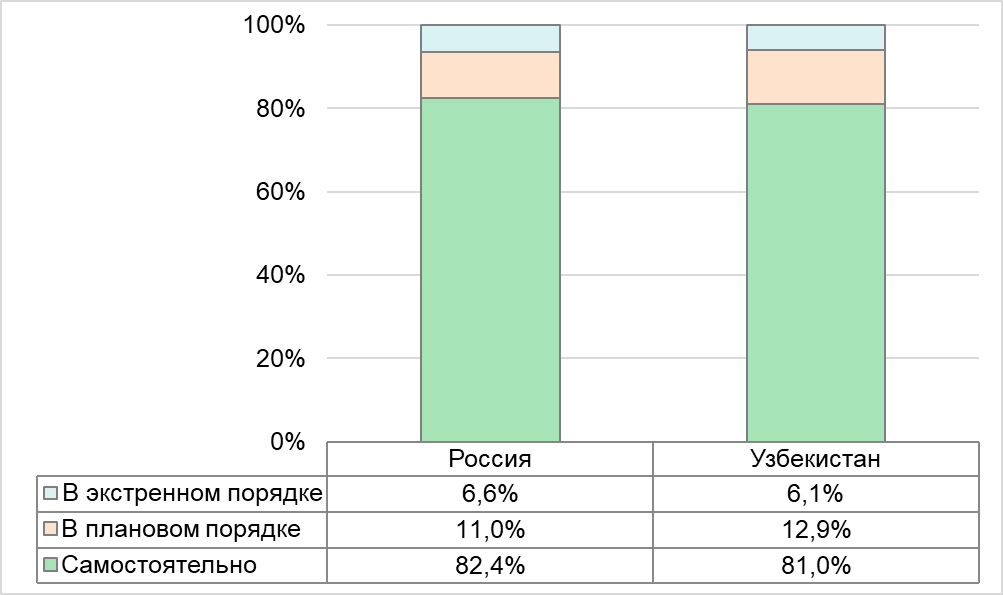 100%
80%
60%
40%
20%
0%
Россия Узбекистан
В экстренном порядке 6,6% 6,1%
В плановом порядке 11,0% 12,9%
Самостоятельно 82,4% 81,0%